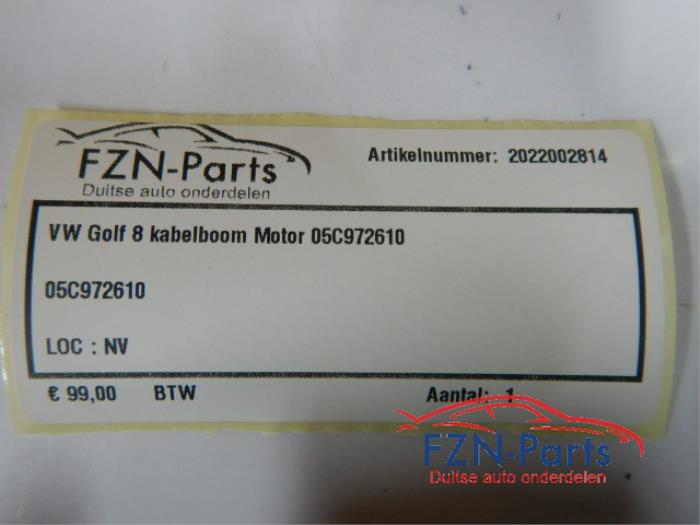 FZN-Parts
Duitse auto onderdelen
Artikelnummer: 2022002814
VW Golf 8 kabelboom Motor 05C972610
05C972610
LOC : NV
€ 99,00 BTW Aantal: 1
FZN-Parts
Duitse auto onderdelen